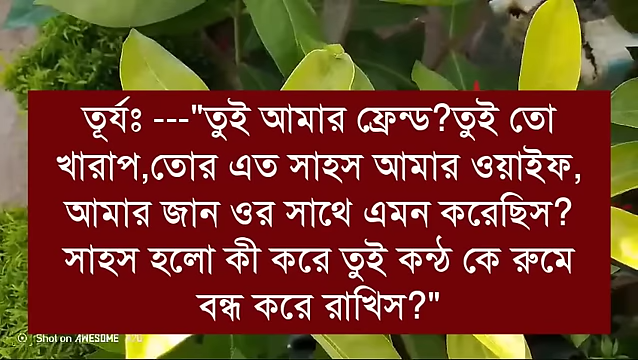 তূর্যঃ ---"তুই আমার ফ্রেন্ড?তুই তো
খারাপ,তোর এত সাহস আমার ওয়াইফ,
আমার জান ওর সাথে এমন করেছিস?
সাহস হলো কী করে তুই কন্ঠ কে রুমে
বন্ধ করে রাখিস?"
Shot on AWESOME